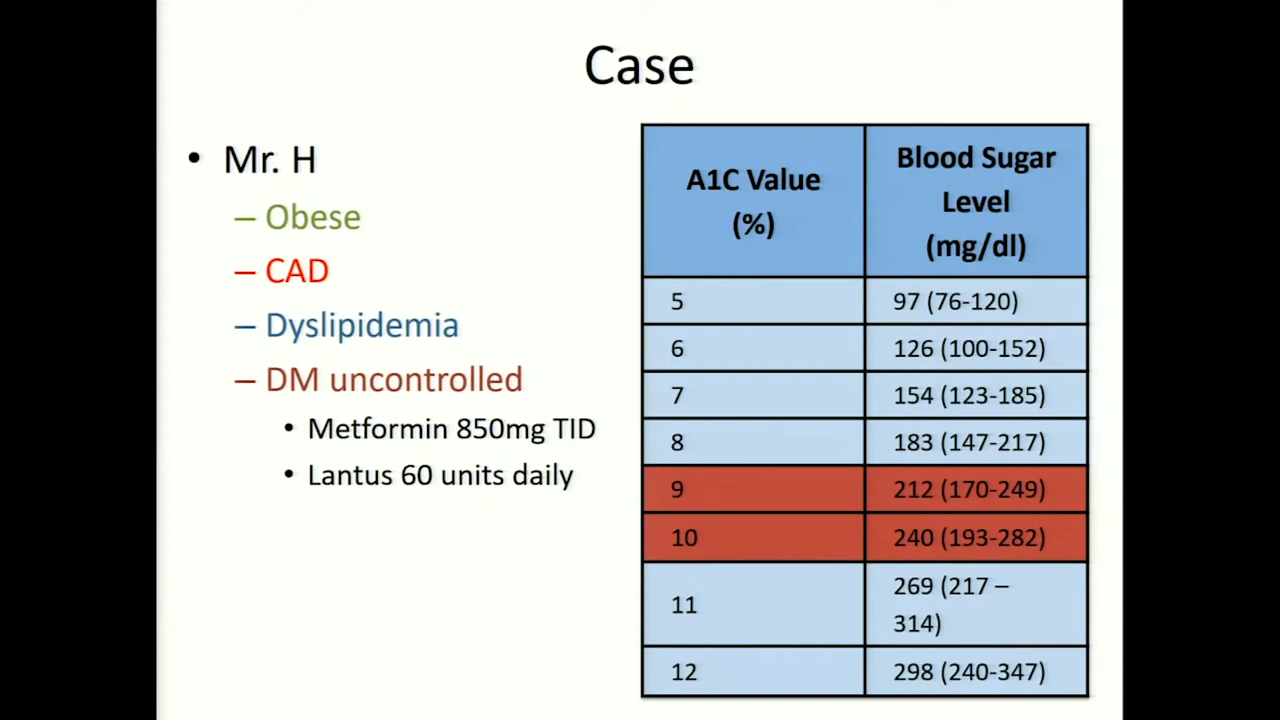 Case
• Mr. H
– Obese
– CAD
– Dyslipidemia
– DM uncontrolled
• Metformin 850mg TID
• Lantus 60 units daily
A1C Value
(%)
Blood Sugar
Level
(mg/dl)
5 97 (76-120)
6 126 (100-152)
7 154 (123-185)
8 183 (147-217)
9 212 (170-249)
10 240 (193-282)
11 269 (217 –
314)
12 298 (240-347)